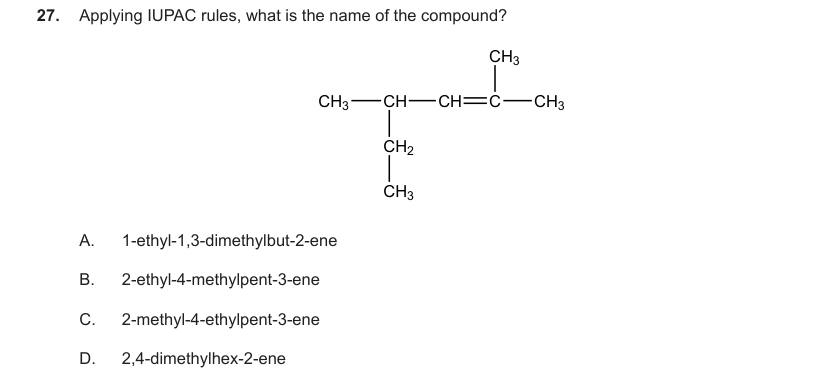 27. Applying IUPAC rules, what is the name of the compound?
CH₃
CH₃—CH—CH=C—CH₃
CH₂
CH₃
A. 1-ethyl-1,3-dimethylbut-2-ene
B. 2-ethyl-4-methylpent-3-ene
C. 2-methyl-4-ethylpent-3-ene
D. 2,4-dimethylhex-2-ene